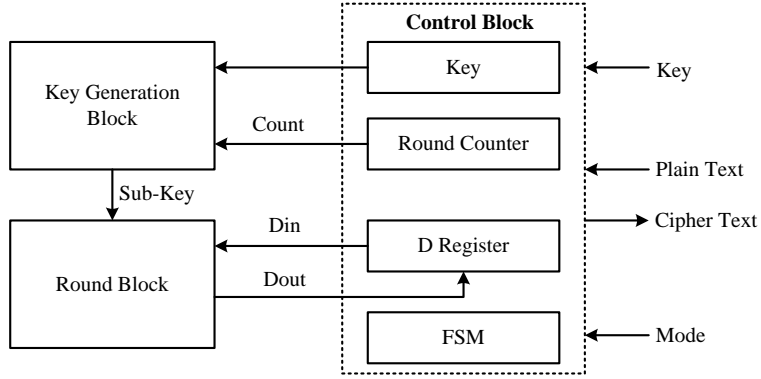 Control Block
Key Generation
Block
Key
Key
Count
Round Counter
Plain Text
Sub-Key
Cipher Text
Din
D Register
Round Block
Dout
FSM
Mode